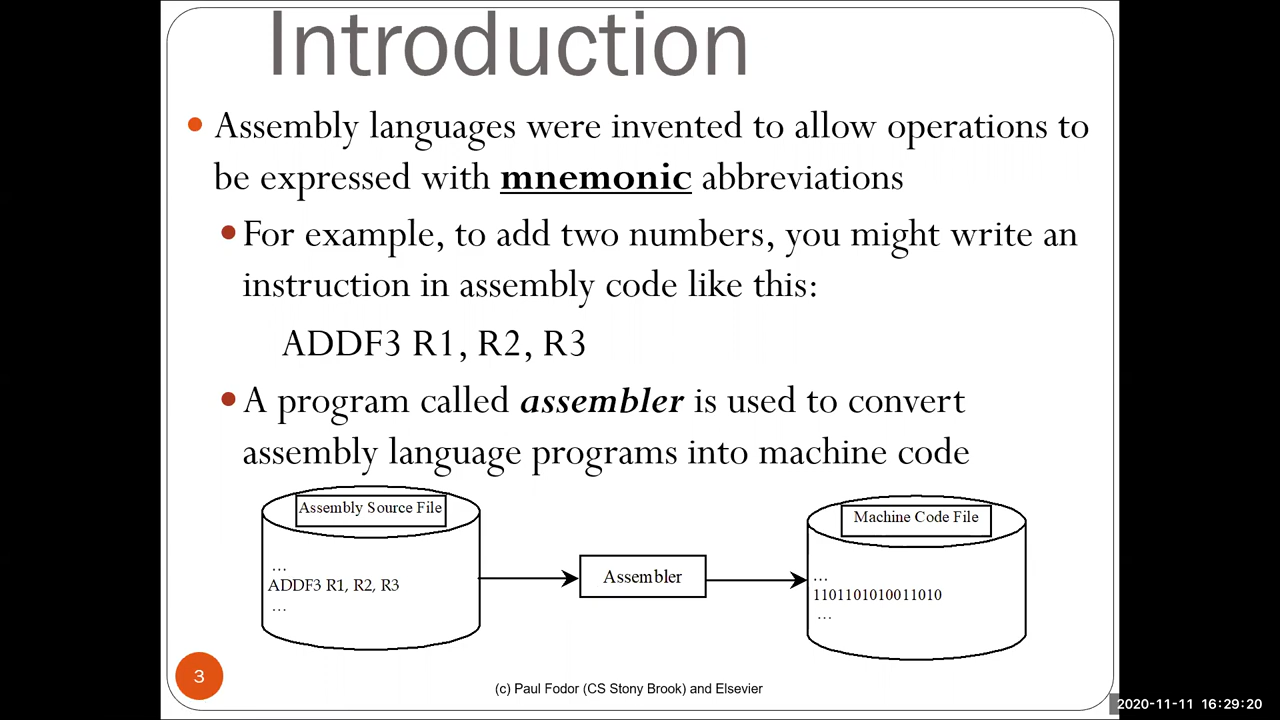 Introduction
Assembly languages were invented to allow operations to
be expressed with mnemonic abbreviations
For example, to add two numbers, you might write an
instruction in assembly code like this:
ADDF3 R1, R2, R3
A program called assembler is used to convert
assembly language programs into machine code
Assembly Source File
...
ADDF3 R1, R2, R3
...
Assembler
Machine Code File
...
1101101010011010
...
3
(c) Paul Fodor (CS Stony Brook) and Elsevier
2020-11-11 16:29:20